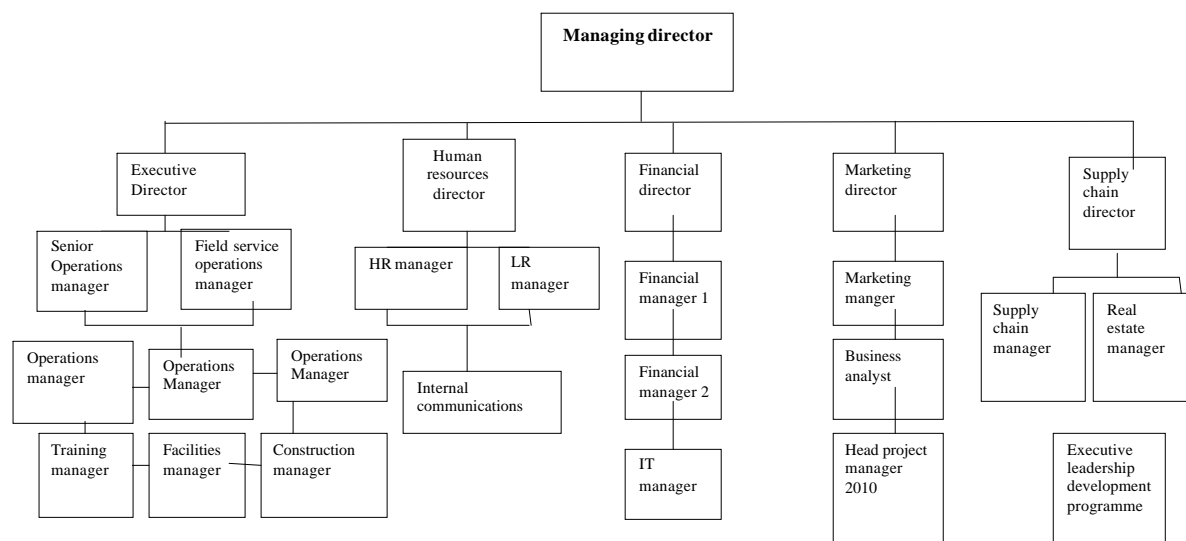 Managing director
Executive
Director
Human
resources
director
Financial
director
Marketing
director
Supply
chain
director
Senior
Operations
manager
Field service
operations
manager
HR manager
LR
manager
Financial
manager 1
Marketing
manger
Supply
chain
manager
Real
estate
manager
Operations
manager
Operations
Manager
Operations
Manager
Internal
communications
Financial
manager 2
Business
analyst
Training
manager
Facilities
manager
Construction
manager
IT
manager
Head project
manager
2010
Executive
leadership
development
programme